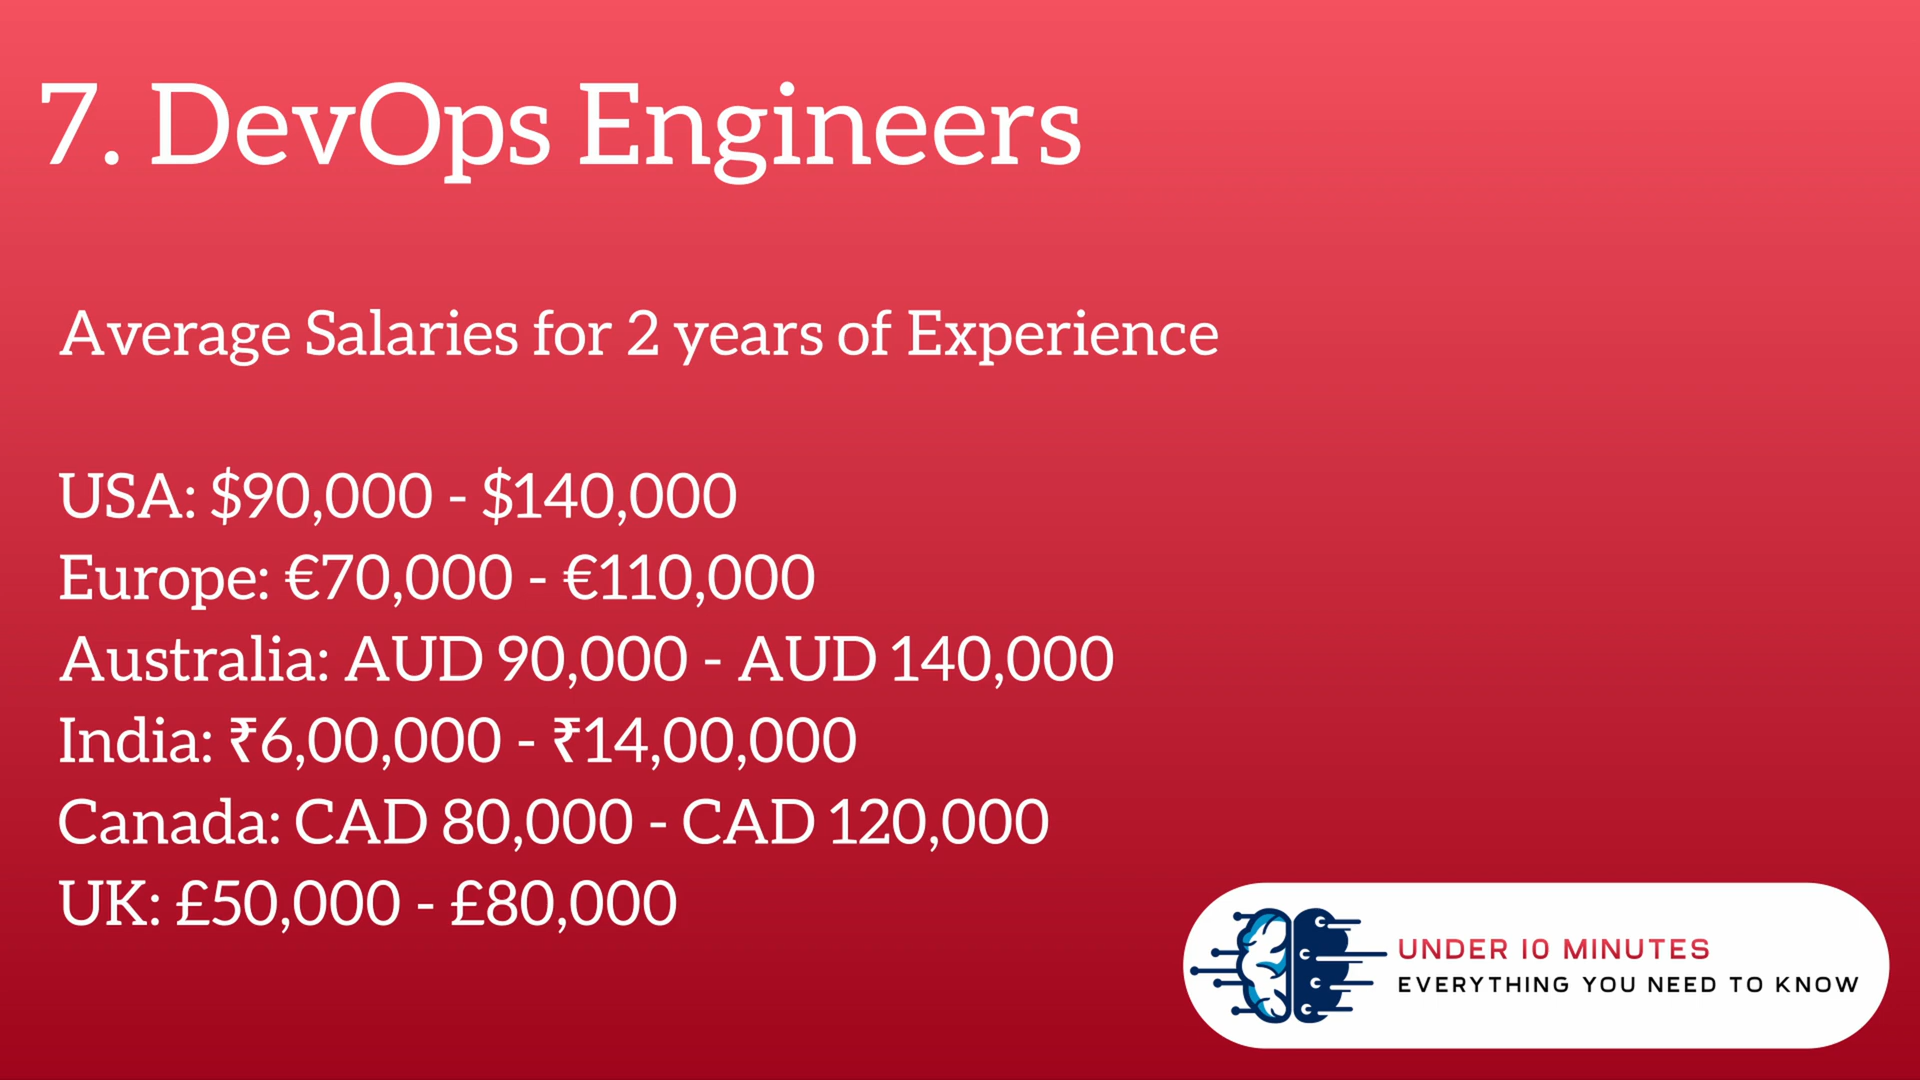 7. DevOps Engineers
Average Salaries for 2 years of Experience
USA: $90,000 - $140,000
Europe: €70,000 - €110,000
Australia: AUD 90,000 - AUD 140,000
India: ₹6,00,000 - ₹14,00,000
Canada: CAD 80,000 - CAD 120,000
UK: £50,000 - £80,000
UNDER 10 MINUTES
EVERYTHING YOU NEED TO KNOW